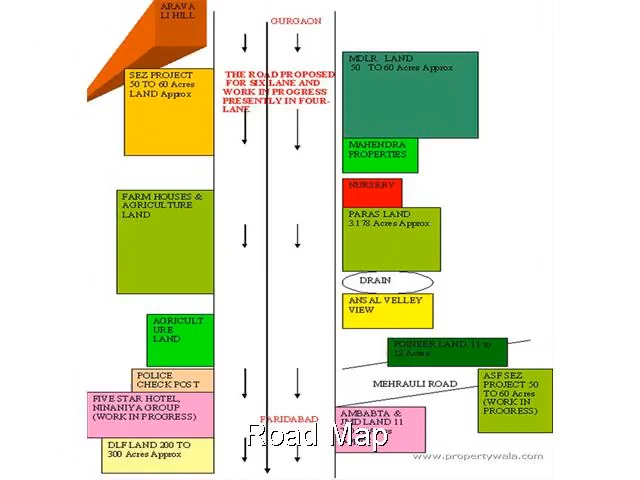 ARAVA
LI HILL
GURGAON
SEZ PROJECT
50 TO 60 Acres
LAND Approx
THE ROAD PROPOSED
FOR SIX LANE AND
WORK IN PROGRESS
PRESENTLY IN FOUR-
LANE
MDLR LAND
50 TO 60 Acres Approx
MAHENDRA
PROPERTIES
NURSERY
FARM HOUSES &
AGRICULTURE
LAND
PARAS LAND
3.178 Acres Approx
DRAIN
ANSAL VELLEY
VIEW
AGRICULT
URE
LAND
POINEER LAND 11 to
12 Acres
POLICE
CHECK POST
MEHRAULI ROAD
ASF SEZ
PROJECT 50
TO 60 Acres
(WORK IN
PROGRESS)
FIVE STAR HOTEL,
NINANIYA GROUP
(WORK IN PROGRESS)
FARIDABAD
AMBABTA &
JMD LAND 11
Road Map
DLF LAND 200 TO
300 Acres Approx
www.propertywala.com